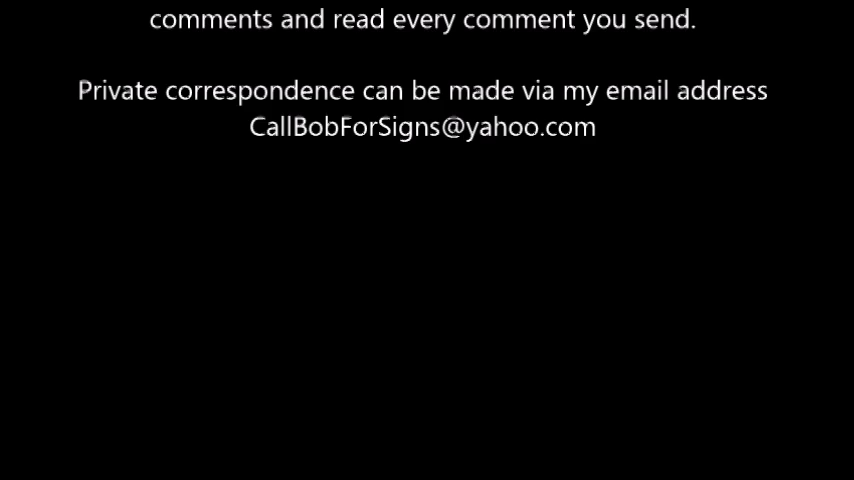 comments and read every comment you send.
Private correspondence can be made via my email address
CallBobForSigns@yahoo.com